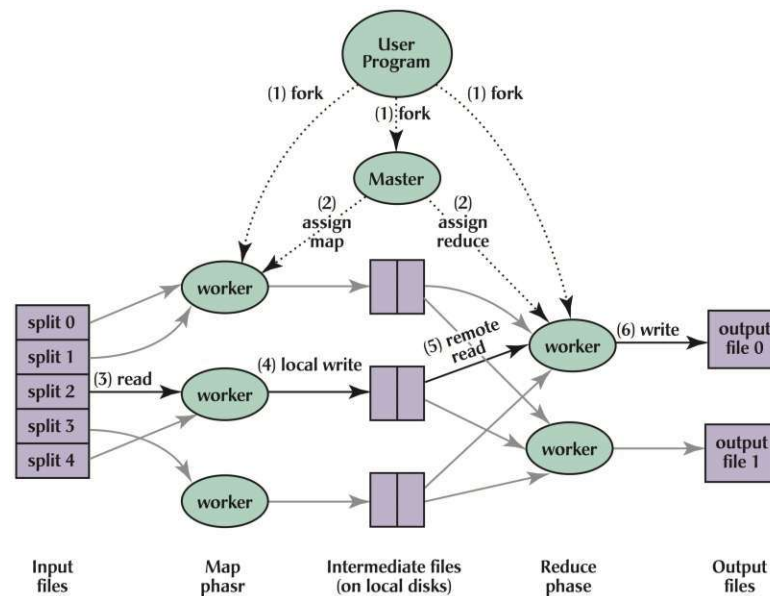 User
Program
(1) fork
(1) fork
(1) fork
Master
(2)
assign
map
(2)
assign
reduce
worker
split 0
split 1
split 2
split 3
split 4
(3) read
worker
(4) local write
(5) remote
read
worker
(6) write
output
file 0
worker
output
file 1
worker
Input
files
Map
phasr
Intermediate files
(on local disks)
Reduce
phase
Output
files